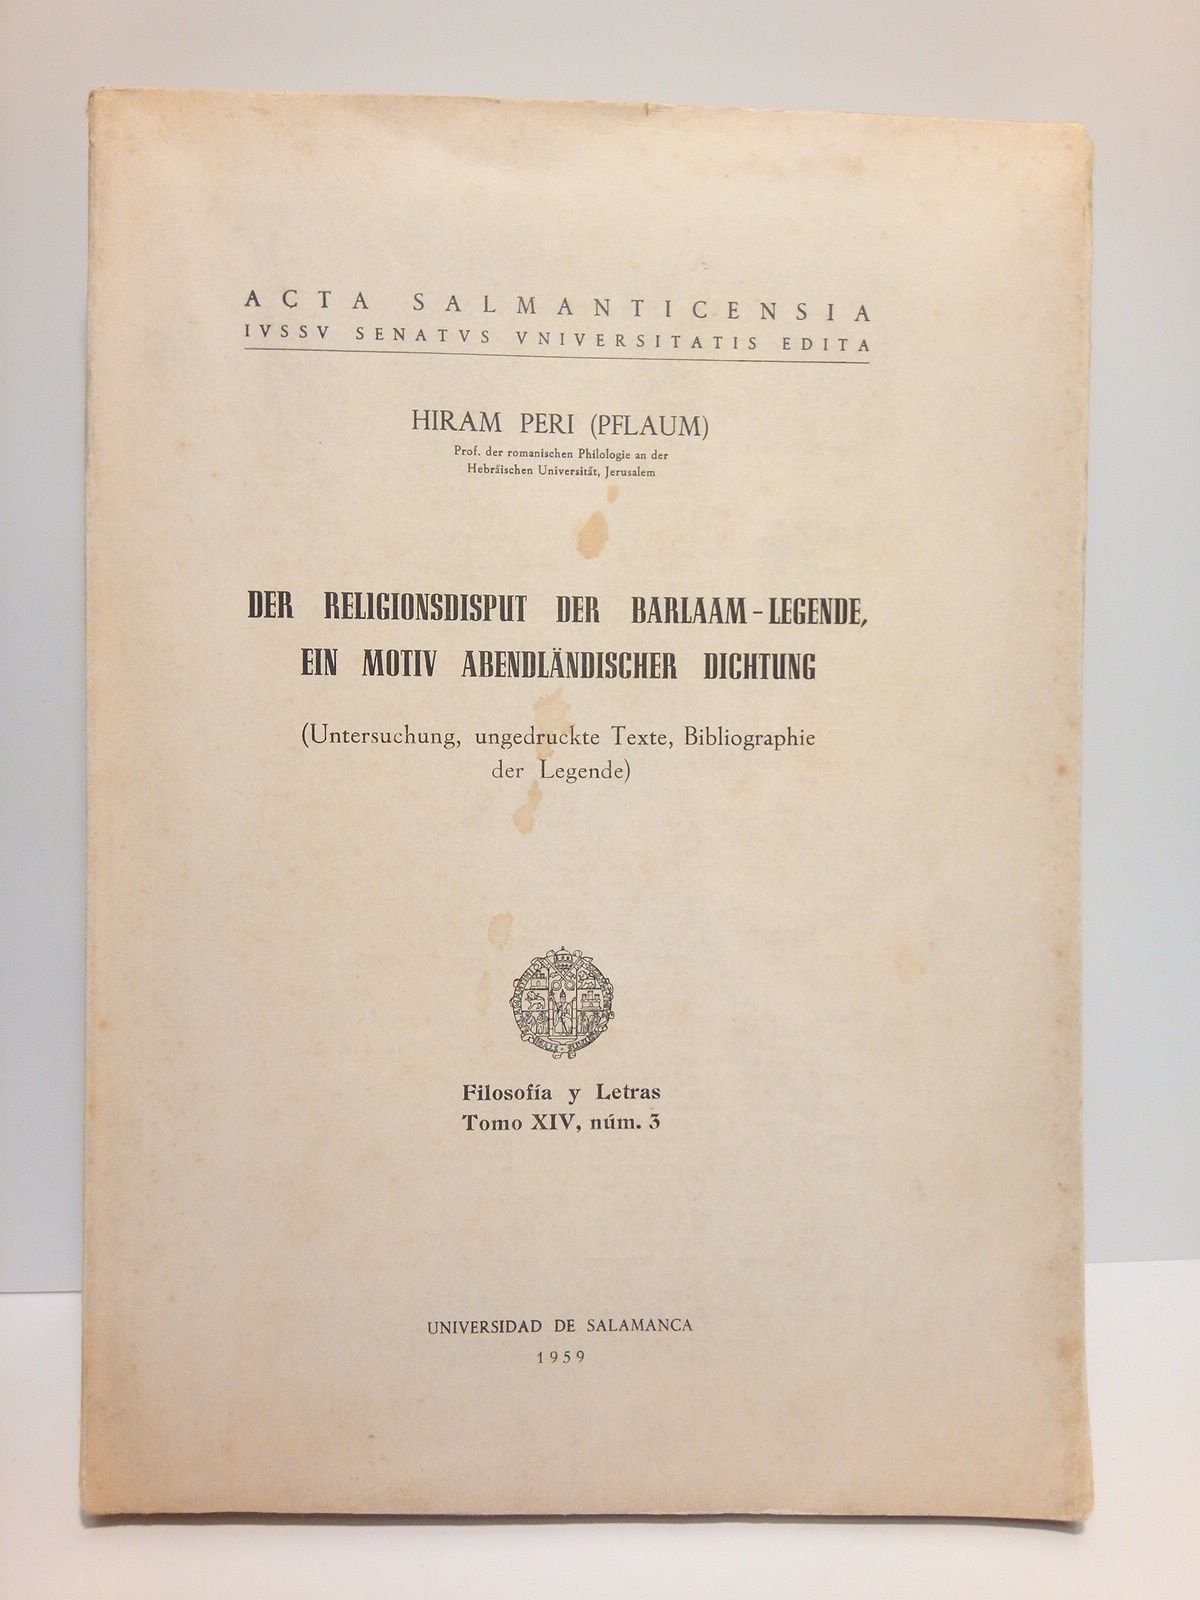 ACTA SALMANTICENSIA
IVSSV SENATVS VNIVERSITATIS EDITA
HIRAM PERI (PFLAUM)
Prof. der romanischen Philologie an der
Hebräischen Universität, Jerusalem
DER RELIGIONSDISPUT DER BARLAAM-LEGENDE,
EIN MOTIV ABENDLÄNDISCHER DICHTUNG
(Untersuchung, ungedruckte Texte, Bibliographie
der Legende)
Filosofía y Letras
Tomo XIV, núm. 3
UNIVERSIDAD DE SALAMANCA
1959